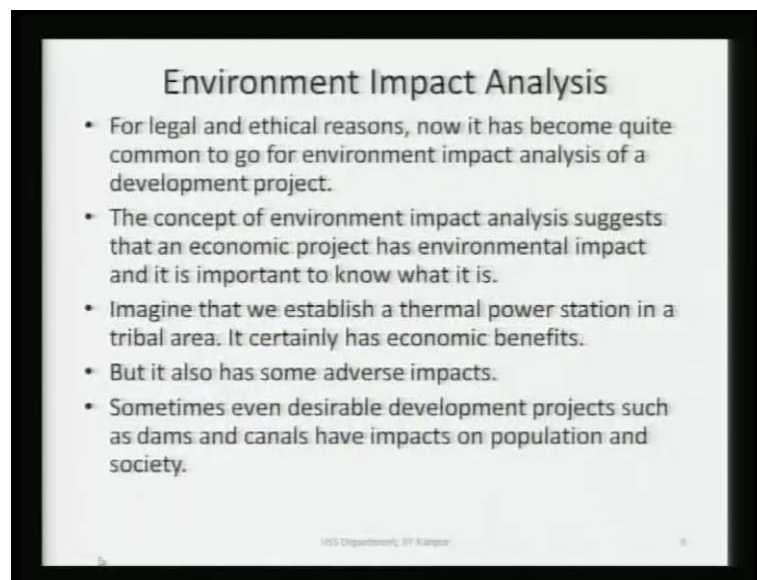 Environment Impact Analysis
• For legal and ethical reasons, now it has become quite
common to go for environment impact analysis of a
development project.
• The concept of environment impact analysis suggests
that an economic project has environmental impact
and it is important to know what it is.
• Imagine that we establish a thermal power station in a
tribal area. It certainly has economic benefits.
• But it also has some adverse impacts.
• Sometimes even desirable development projects such
as dams and canals have impacts on population and
society.
HSS Department, IIT Kanpur